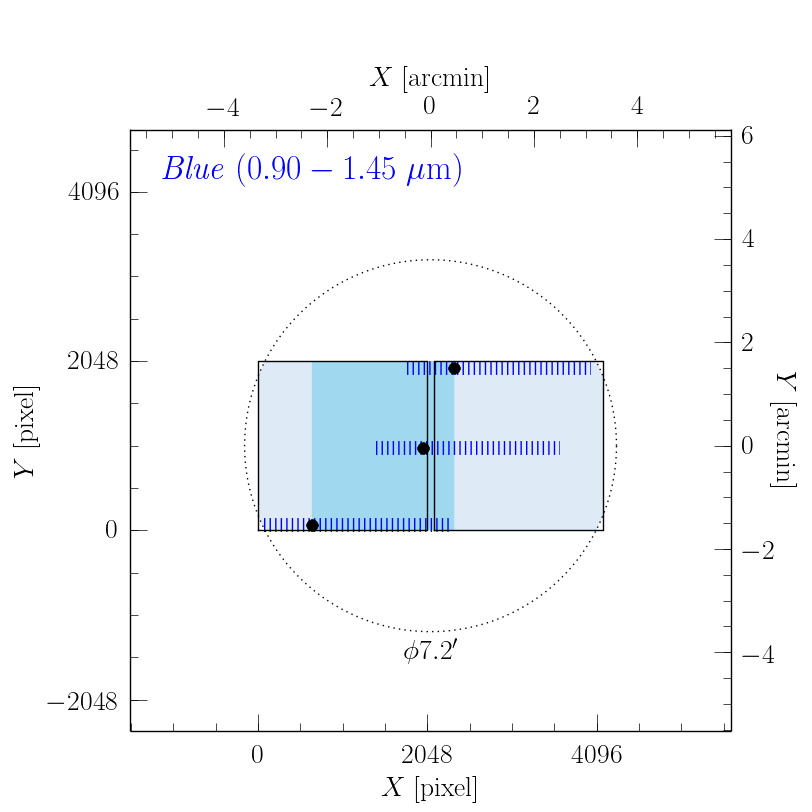 X [arcmin]
−4 −2 0 2 4
Blue (0.90 − 1.45 μm)
4096
2048
0
−2048
Y [pixel]
6
4
2
0
−2
−4
Y [arcmin]
ϕ7.2′
0 2048 4096
X [pixel]